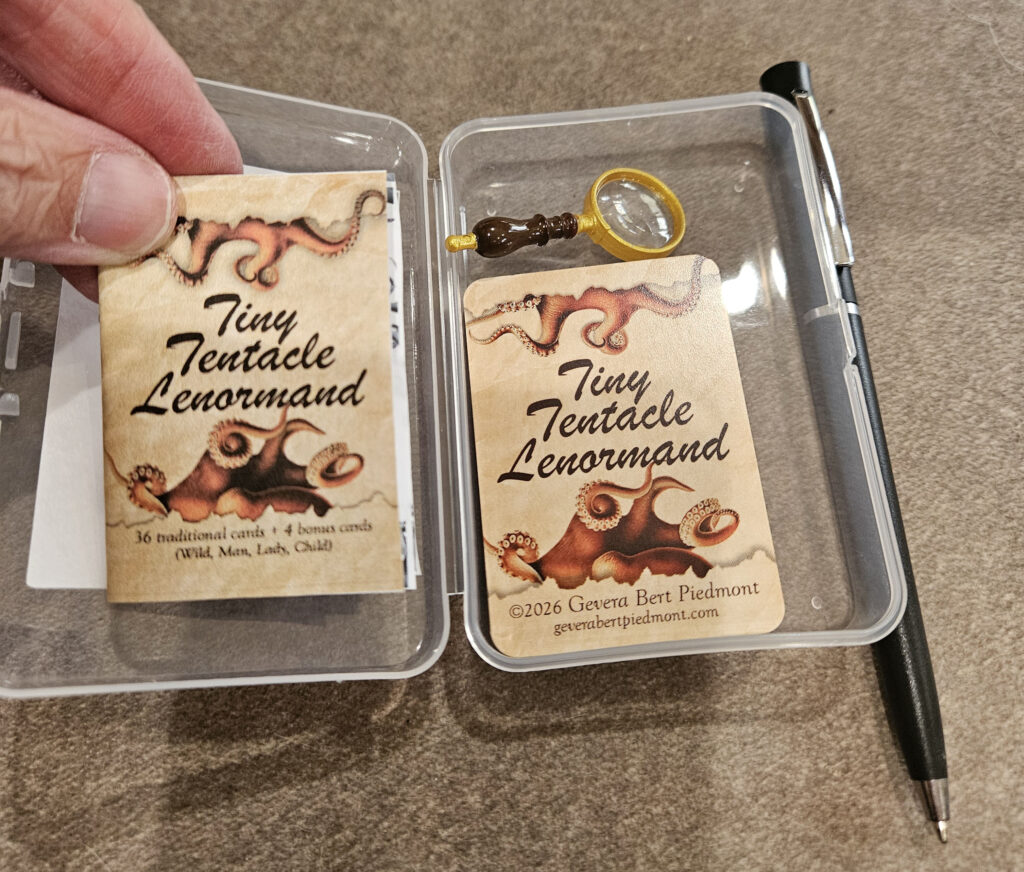 Tiny
Tentacle
Lenormand
36 traditional cards + 4 bonus cards
(Wild, Man, Lady, Child)
Tiny
Tentacle
Lenormand
©2026 Gevera Bert Piedmont
geverabertpiedmont.com